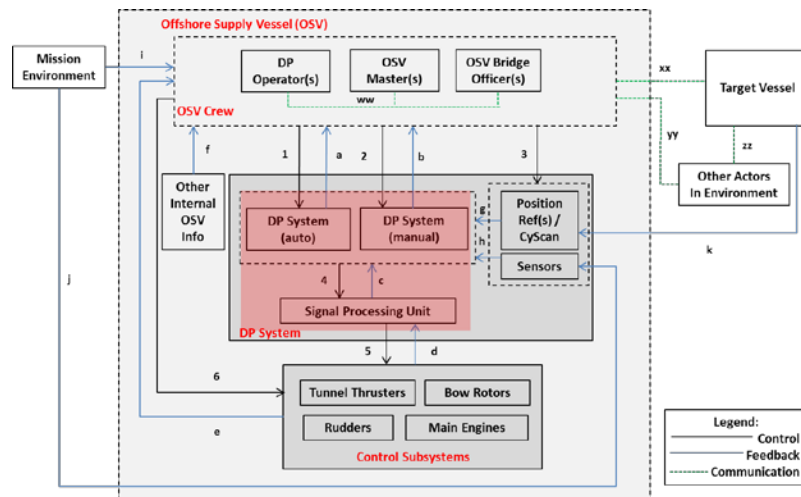 Offshore Supply Vessel (OSV)
Mission
Environment
i
DP
Operator(s)
OSV
Master(s)
OSV Bridge
Officer(s)
ww
OSV Crew
xx
Target Vessel
yy
zz
Other Actors
In Environment
f
1
a
2
b
3
Other
Internal
OSV
Info
DP System
(auto)
DP System
(manual)
g
h
Position
Ref(s) /
CyScan
Sensors
k
j
4
c
Signal Processing Unit
DP System
5
d
6
e
Tunnel Thrusters
Bow Rotors
Rudders
Main Engines
Control Subsystems
Legend:
Control
Feedback
Communication